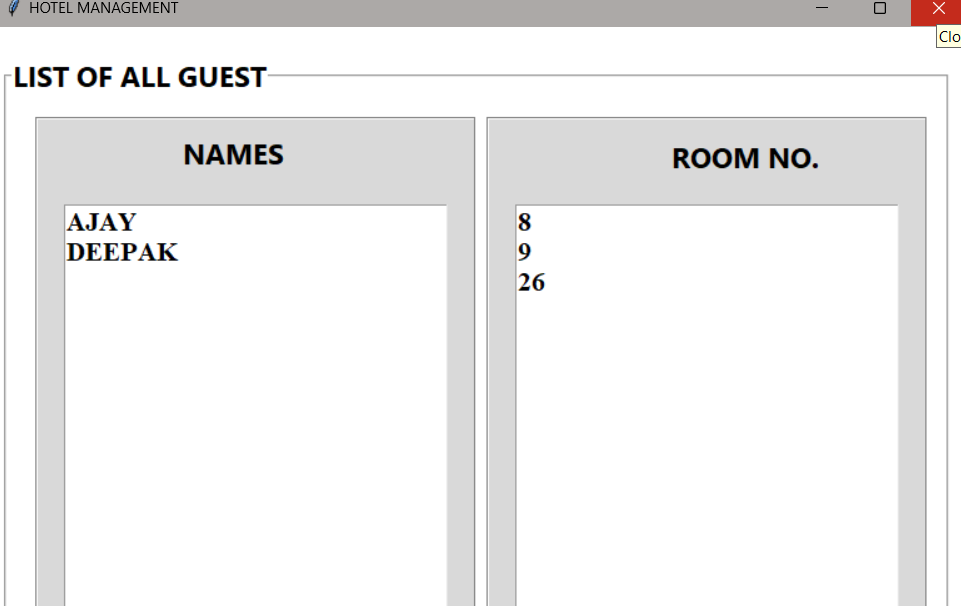 HOTEL MANAGEMENT
Clo
LIST OF ALL GUEST
NAMES
ROOM NO.
AJAY
DEEPAK
8
9
26